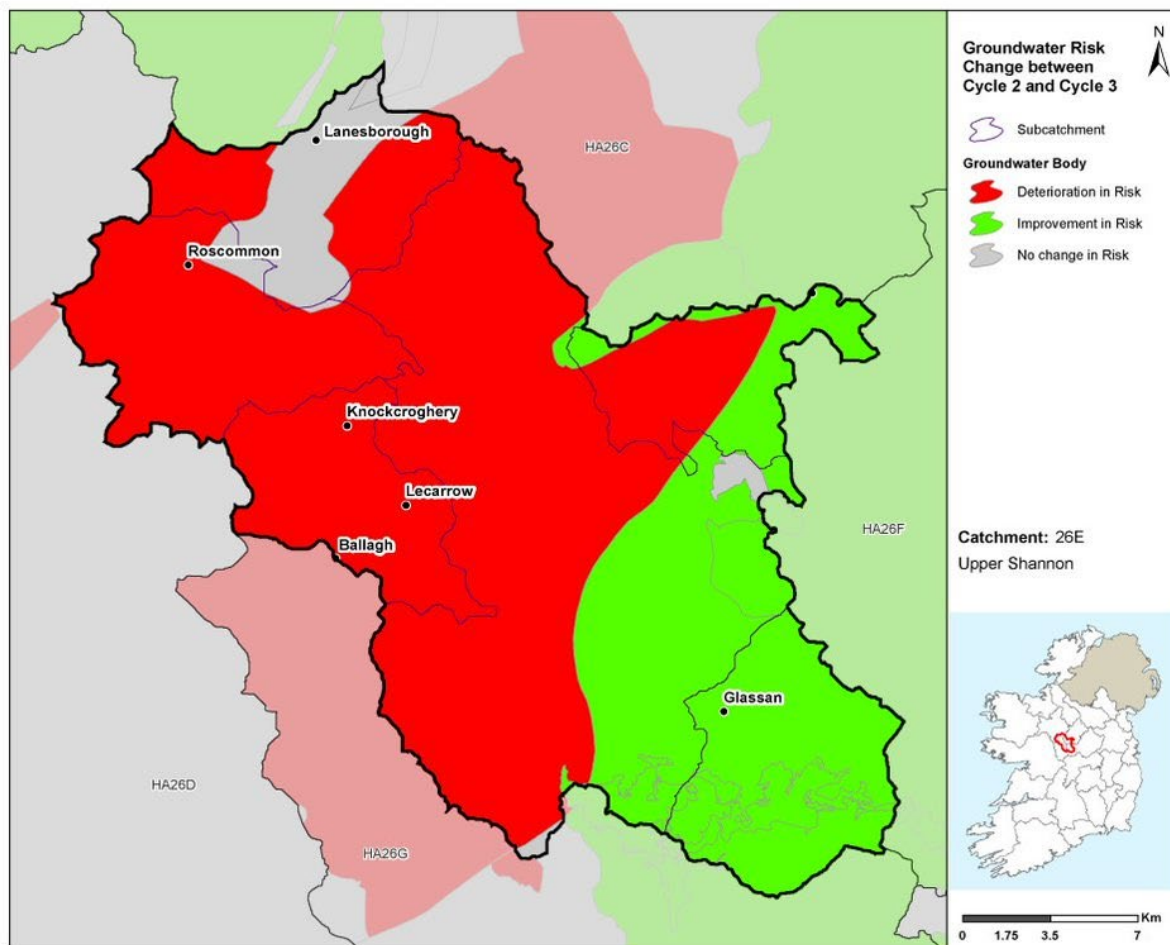 Lanesborough
HA26C
Roscommon
Knockcroghery
Lecarrow
Ballagh
HA26F
Glassan
HA26D
HA26G
Groundwater Risk
Change between
Cycle 2 and Cycle 3
N
Subcatchment
Groundwater Body
Deterioration in Risk
Improvement in Risk
No change in Risk
Catchment: 26E
Upper Shannon
Km
0 1.75 3.5 7